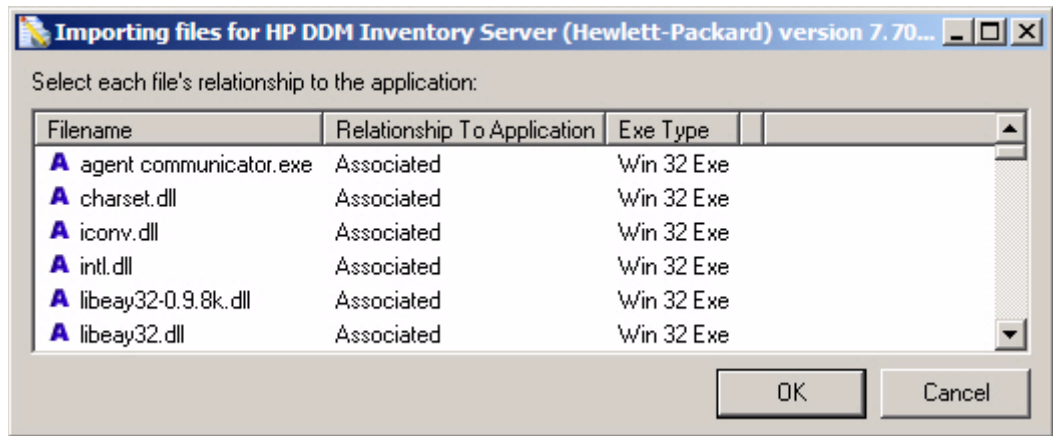 Importing files for HP DDM Inventory Server (Hewlett-Packard) version 7.70...
Select each file's relationship to the application:
Filename Relationship To Application Exe Type
A agent communicator.exe Associated Win 32 Exe
A charset.dll Associated Win 32 Exe
A iconv.dll Associated Win 32 Exe
A intl.dll Associated Win 32 Exe
A libeay32-0.9.8k.dll Associated Win 32 Exe
A libeay32.dll Associated Win 32 Exe
OK Cancel